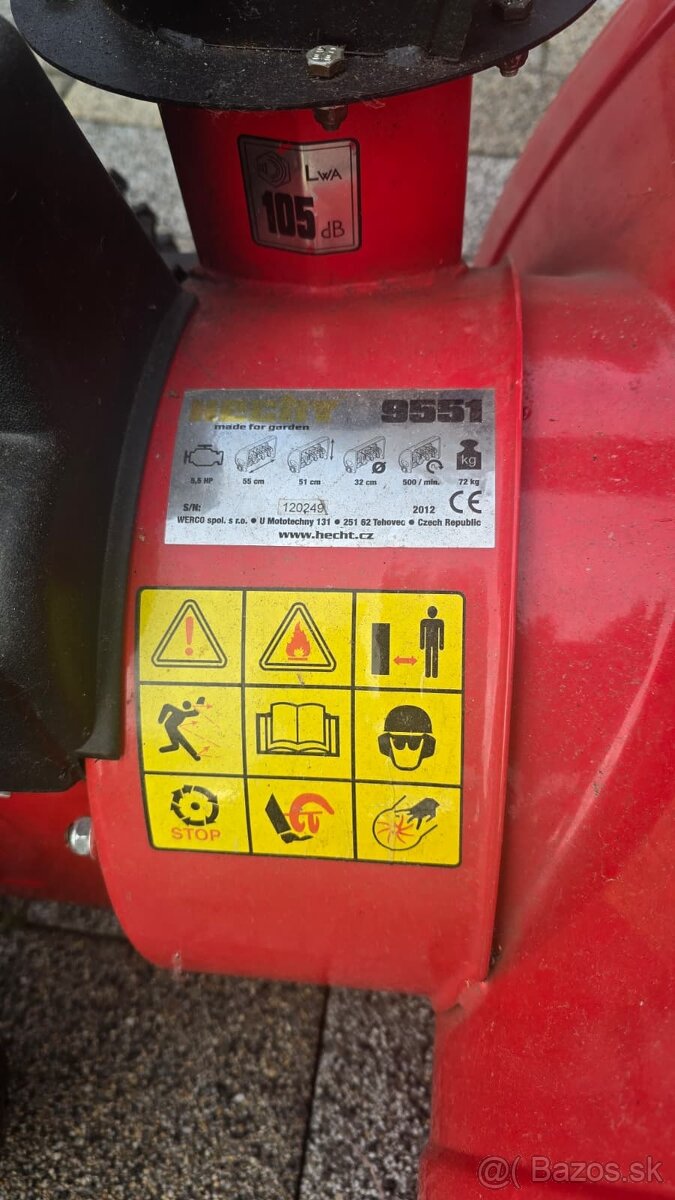 LWA
105 dB
HECHT 9551
made for garden
kg
5,5 HP 55 cm 51 cm 32 cm 500 / min. 72 kg
S/N: 120249 2012 CE
WERCO spol. s r.o. ● U Mototechny 131 ● 251 62 Tehovec ● Czech Republic
www.hecht.cz
STOP
@( Bazos.sk